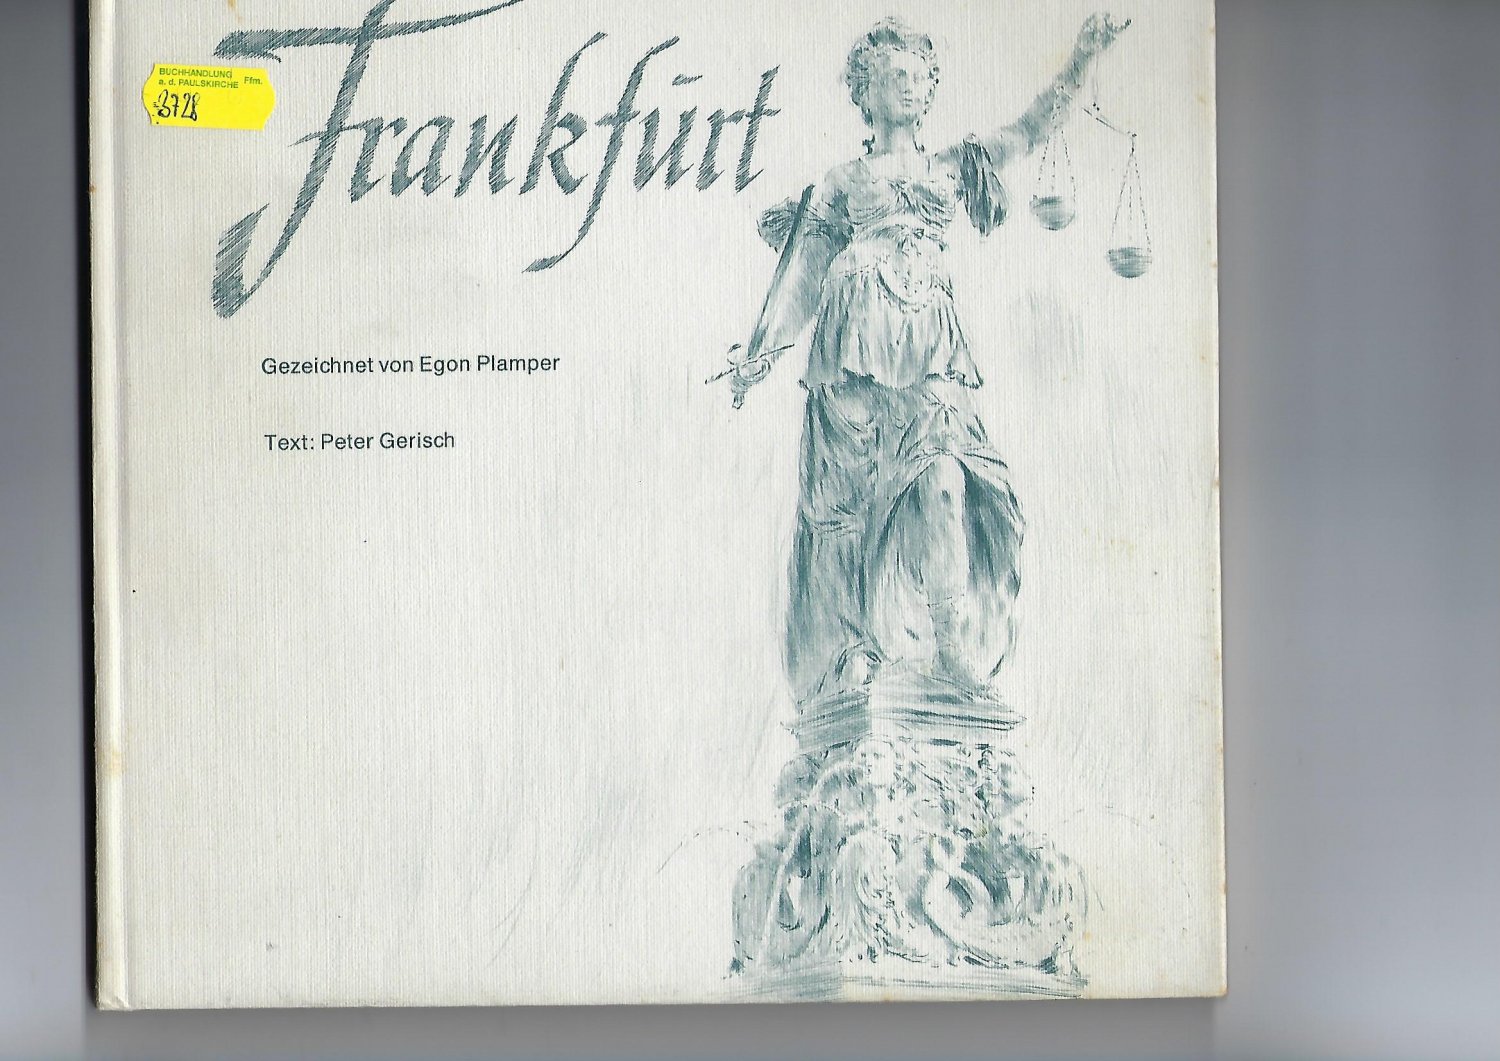 Frankfurt
BUCHHANDLUNG
a. d. PAULSKIRCHE Ffm.
3728
Gezeichnet von Egon Plamper
Text: Peter Gerisch